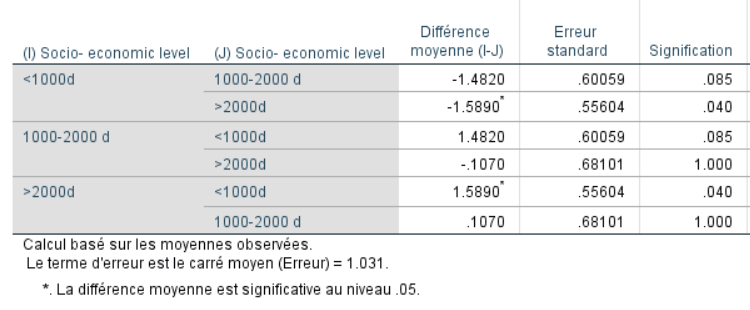 (I) Socio- economic level (J) Socio- economic level Différence moyenne (I-J) Erreur standard Signification
<1000d 1000-2000 d -1.4820 .60059 .085
>2000d -1.5890* .55604 .040
1000-2000 d <1000d 1.4820 .60059 .085
>2000d -.1070 .68101 1.000
>2000d <1000d 1.5890* .55604 .040
1000-2000 d .1070 .68101 1.000
Calcul basé sur les moyennes observées.
Le terme d'erreur est le carré moyen (Erreur) = 1.031.
*. La différence moyenne est significative au niveau .05.